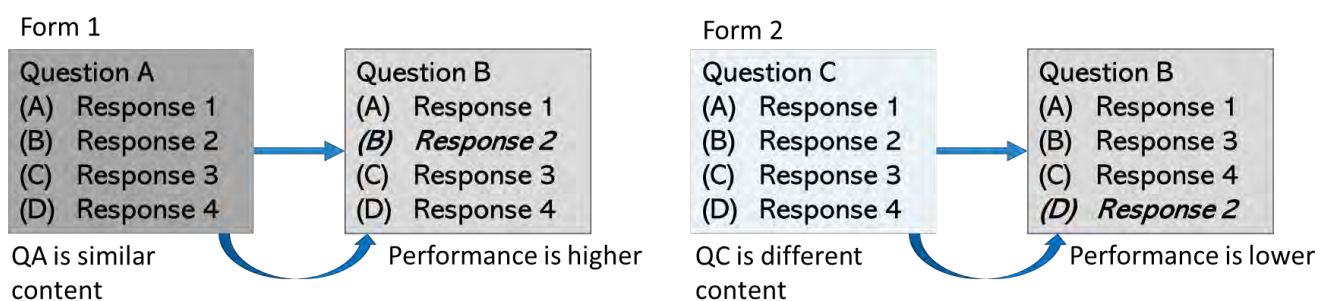 Form 1
Question A
(A) Response 1
(B) Response 2
(C) Response 3
(D) Response 4
QA is similar
content
Question B
(A) Response 1
(B) Response 2
(C) Response 3
(D) Response 4
Performance is higher
Form 2
Question C
(A) Response 1
(B) Response 2
(C) Response 3
(D) Response 4
QC is different
content
Question B
(A) Response 1
(B) Response 3
(C) Response 4
(D) Response 2
Performance is lower